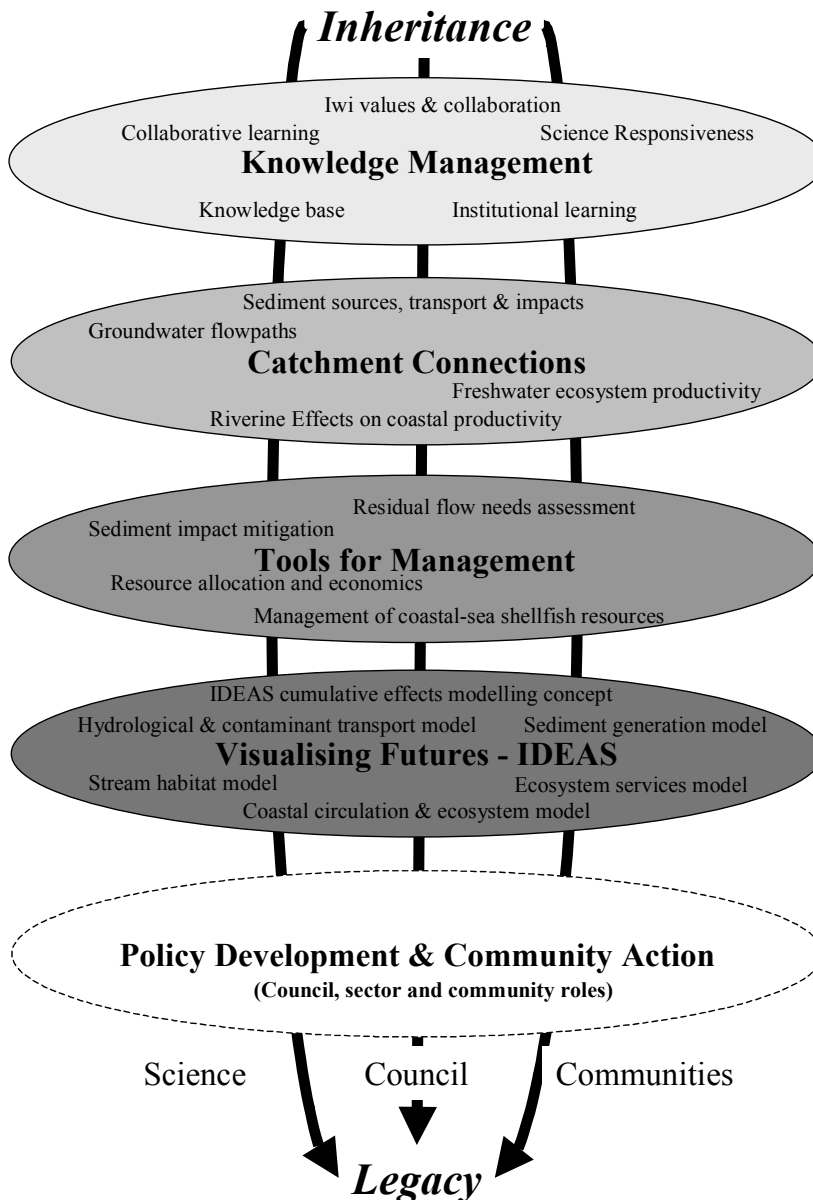 Inheritance
Iwi values & collaboration
Collaborative learning
Science Responsiveness
Knowledge Management
Knowledge base
Institutional learning
Sediment sources, transport & impacts
Groundwater flowpaths
Catchment Connections
Freshwater ecosystem productivity
Riverine Effects on coastal productivity
Residual flow needs assessment
Sediment impact mitigation
Tools for Management
Resource allocation and economics
Management of coastal-sea shellfish resources
IDEAS cumulative effects modelling concept
Hydrological & contaminant transport model
Sediment generation model
Visualising Futures - IDEAS
Stream habitat model
Ecosystem services model
Coastal circulation & ecosystem model
Policy Development & Community Action
(Council, sector and community roles)
Science
Council
Communities
Legacy